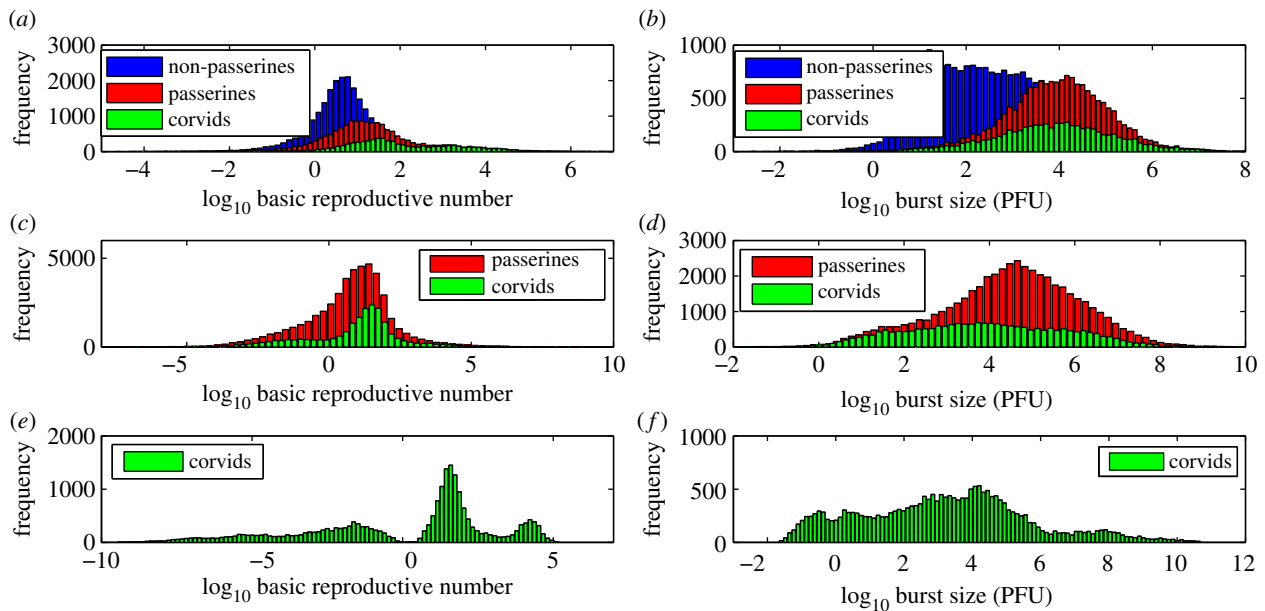 (a)
3000
2000
1000
0
frequency
non-passerines
passerines
corvids
−4 −2 0 2 4 6
log10 basic reproductive number
(b)
1000
500
0
frequency
non-passerines
passerines
corvids
−2 0 2 4 6 8
log10 burst size (PFU)
(c)
5000
0
frequency
passerines
corvids
−5 0 5 10
log10 basic reproductive number
(d)
3000
2000
1000
0
frequency
passerines
corvids
−2 0 2 4 6 8 10
log10 burst size (PFU)
(e)
2000
1000
0
frequency
corvids
−10 −5 0 5
log10 basic reproductive number
(f)
1000
500
0
frequency
corvids
−2 0 2 4 6 8 10 12
log10 burst size (PFU)